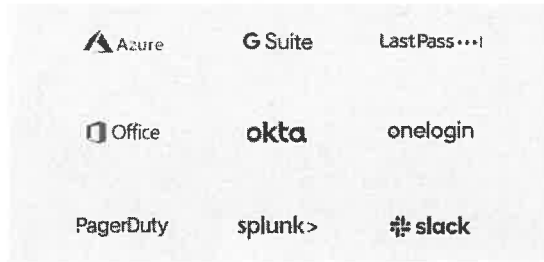 Azure
G Suite
LastPass•••|
Office
okta
onelogin
PagerDuty
splunk>
slack